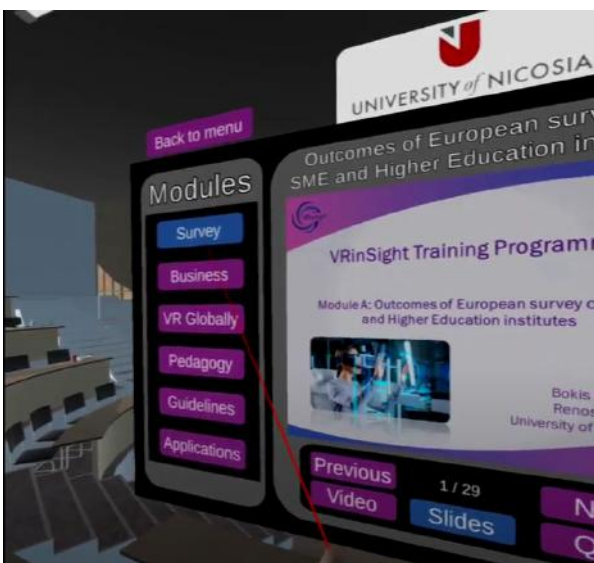 UNIVERSITY of NICOSIA
Back to menu
Modules
Survey
Business
VR Globally
Pedagogy
Guidelines
Applications
Outcomes of European surv
SME and Higher Education in
VRinSight Training Programm
Module A: Outcomes of European survey o
and Higher Education institutes
Bokis
Renos
University of
Previous
Video
1 / 29
Slides
N
Q